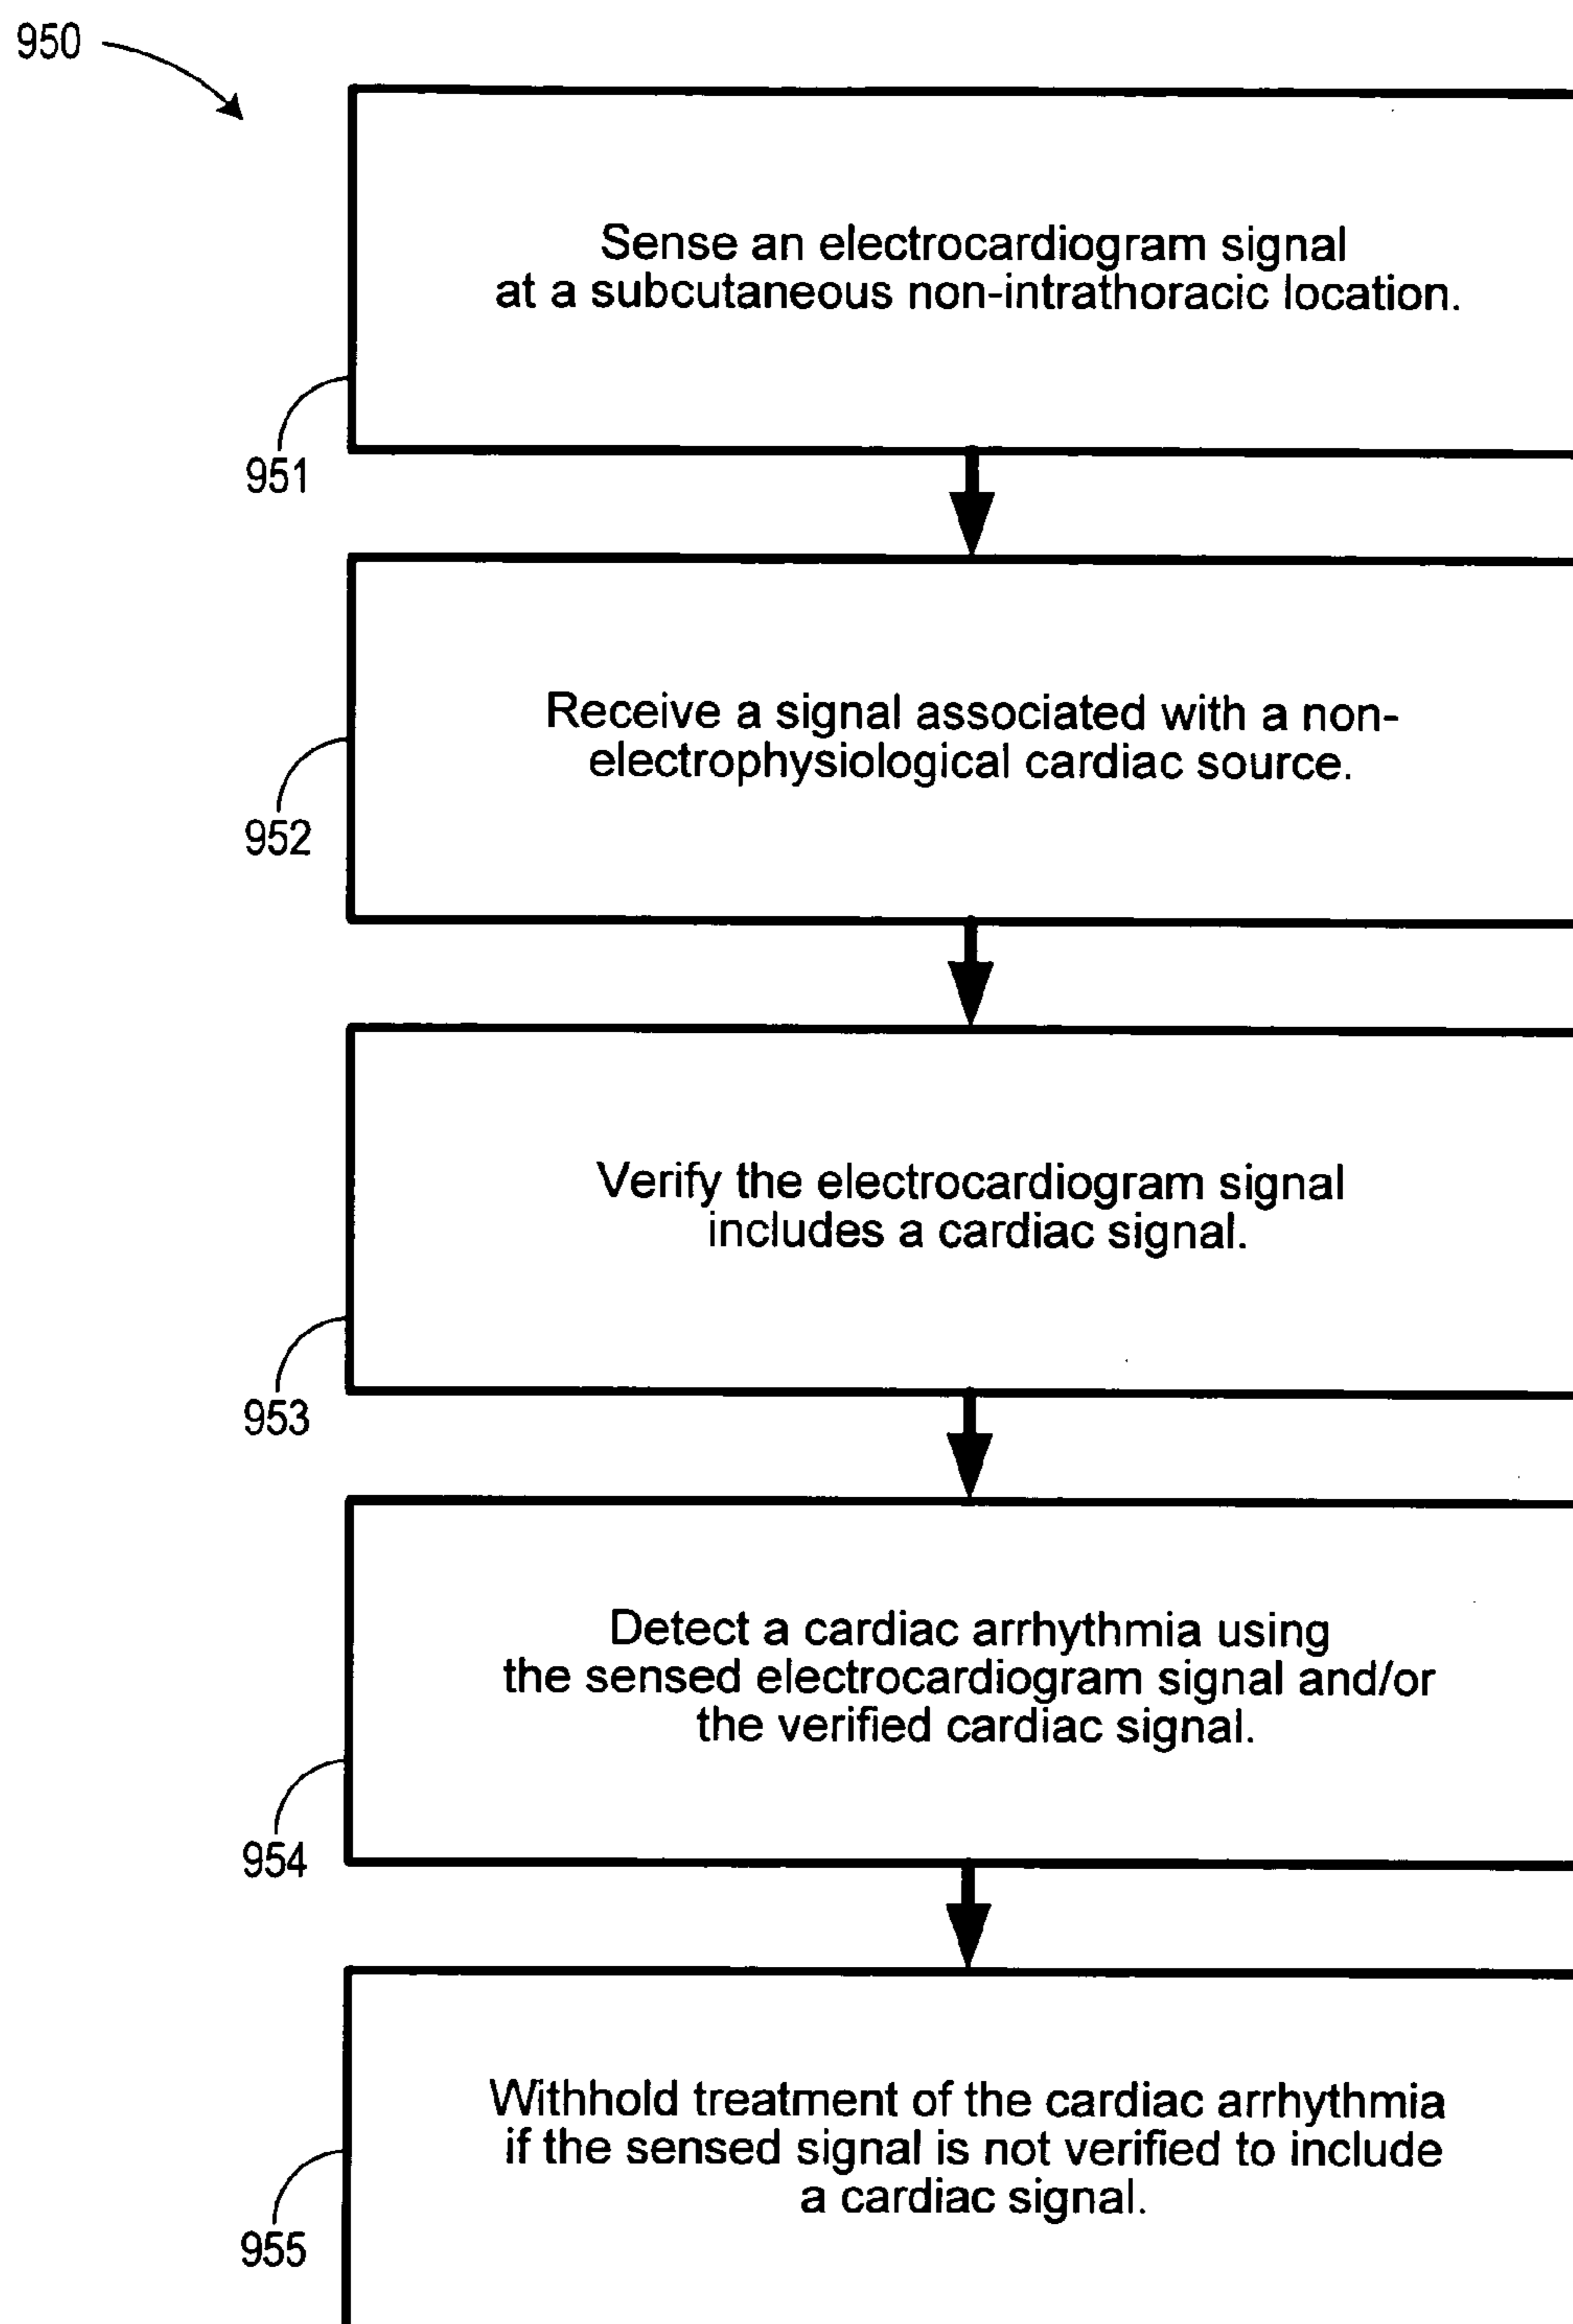 950
Sense an electrocardiogram signal
at a subcutaneous non-intrathoracic location.
951
Receive a signal associated with a non-
electrophysiological cardiac source.
952
Verify the electrocardiogram signal
includes a cardiac signal.
953
Detect a cardiac arrhythmia using
the sensed electrocardiogram signal and/or
the verified cardiac signal.
954
Withhold treatment of the cardiac arrhythmia
if the sensed signal is not verified to include
a cardiac signal.
955